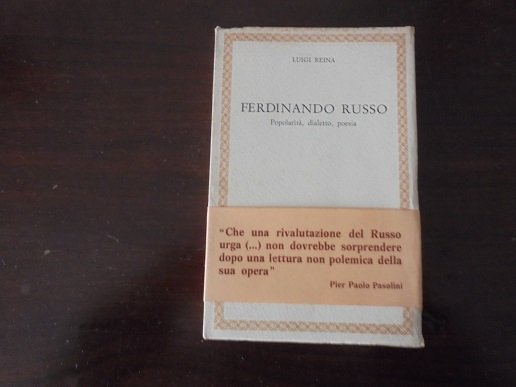 LUIGI REINA
FERDINANDO RUSSO
Popolarità, dialetto, poesia
“Che una rivalutazione del Russo
urga (...) non dovrebbe sorprendere
dopo una lettura non polemica della
sua opera”
Pier Paolo Pasolini